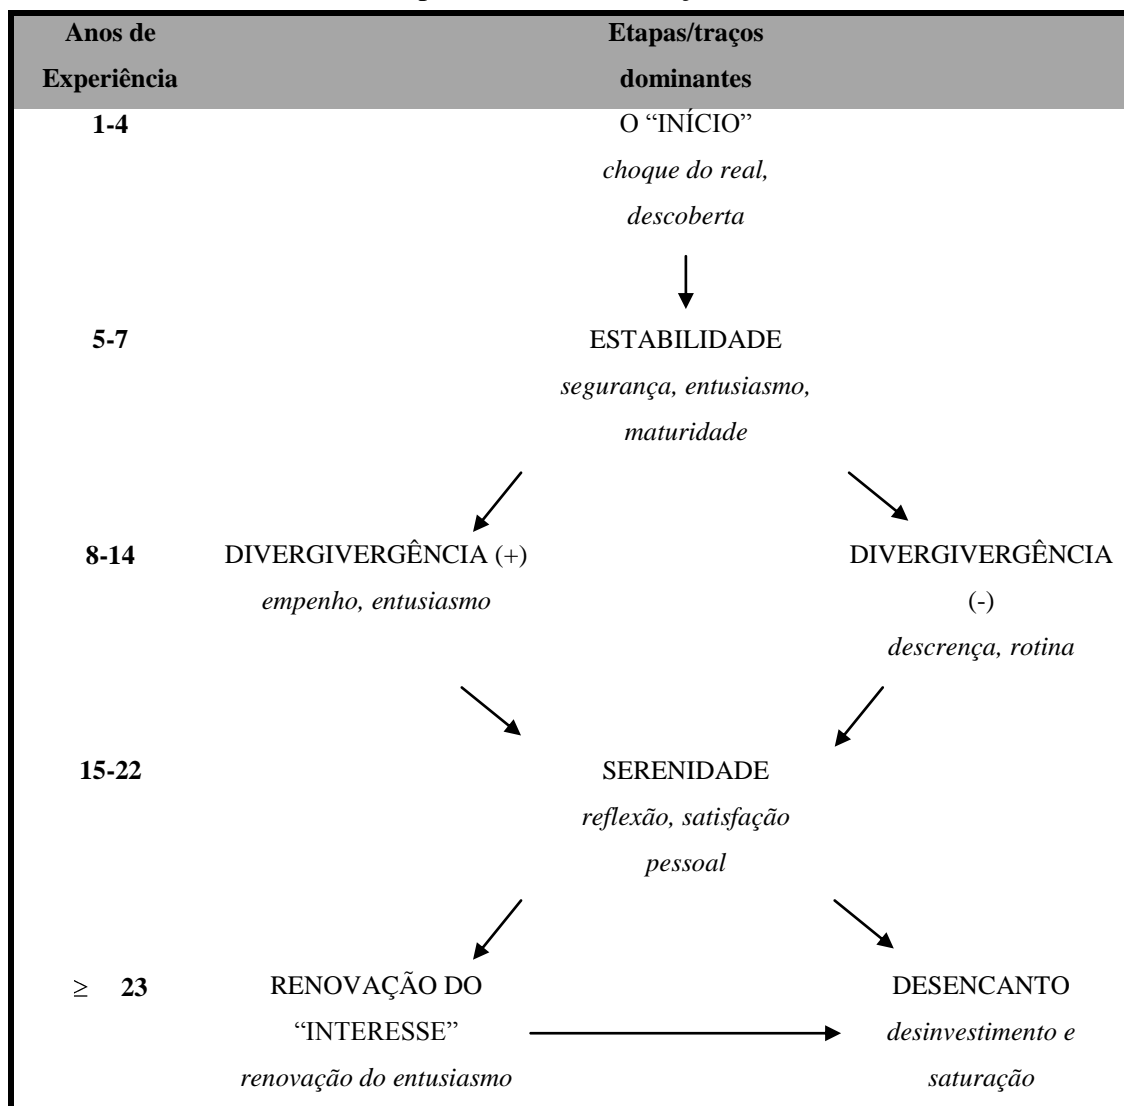 Anos de
Experiência
Etapas/traços
dominantes
1-4
O “INÍCIO”
choque do real,
descoberta
5-7
ESTABILIDADE
segurança, entusiasmo,
maturidade
8-14
DIVERGIVERGÊNCIA (+)
empenho, entusiasmo
DIVERGIVERGÊNCIA
(-)
descrença, rotina
15-22
SERENIDADE
reflexão, satisfação
pessoal
≥ 23
RENOVAÇÃO DO
“INTERESSE”
renovação do entusiasmo
DESENCANTO
desinvestimento e
saturação